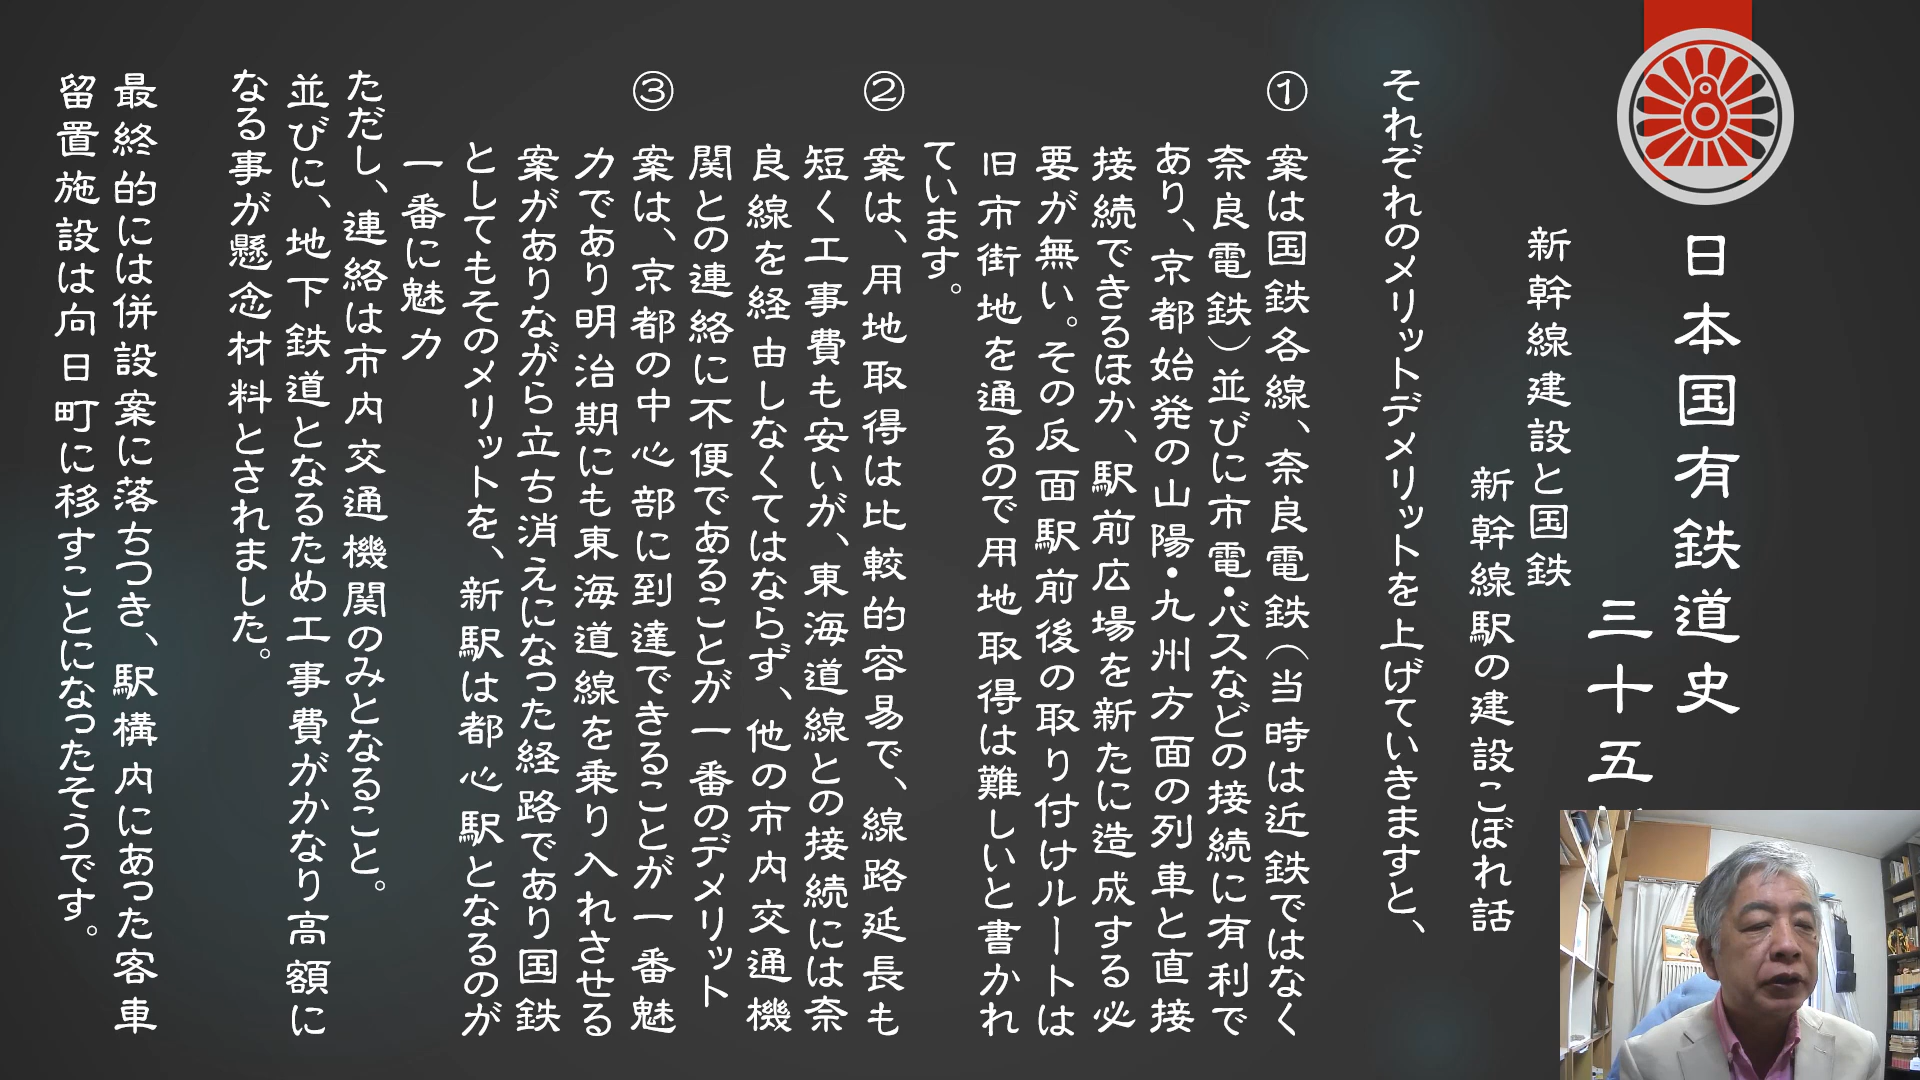 日本国有鉄道史
三十五
新幹線建設と国鉄
新幹線駅の建設こぼれ話
それぞれのメリットデメリットを上げていきますと、
① 案は国鉄各線、奈良電鉄（当時は近鉄ではなく
奈良電鉄）並びに市電・バスなどの接続に有利で
あり、京都始発の山陽・九州方面の列車と直接
接続できるほか、駅前広場を新たに造成する必
要が無い。その反面駅前後の取り付けルートは
旧市街地を通るので用地取得は難しいと書かれ
ています。
② 案は、用地取得は比較的容易で、線路延長も
短く工事費も安いが、東海道線との接続には奈
良線を経由しなくてはならず、他の市内交通機
関との連絡に不便であることが一番のデメリット
③ 案は、京都の中心部に到達できることが一番魅
力であり明治期にも東海道線を乗り入れさせる
案がありながら立ち消えになった経路であり国鉄
としてもそのメリットを、新駅は都心駅となるのが
一番に魅力
ただし、連絡は市内交通機関のみとなること。
並びに、地下鉄道となるため工事費がかなり高額に
なる事が懸念材料とされました。
最終的には併設案に落ちつき、駅構内にあった客車
留置施設は向日町に移すことになったそうです。